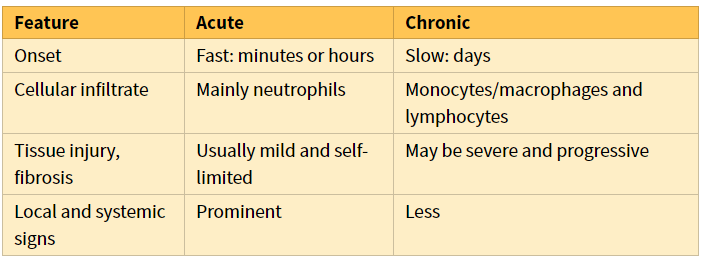 Feature Acute Chronic
Onset Fast: minutes or hours Slow: days
Cellular infiltrate Mainly neutrophils Monocytes/macrophages and
lymphocytes
Tissue injury, Usually mild and self- May be severe and progressive
fibrosis limited
Local and systemic Prominent Less
signs